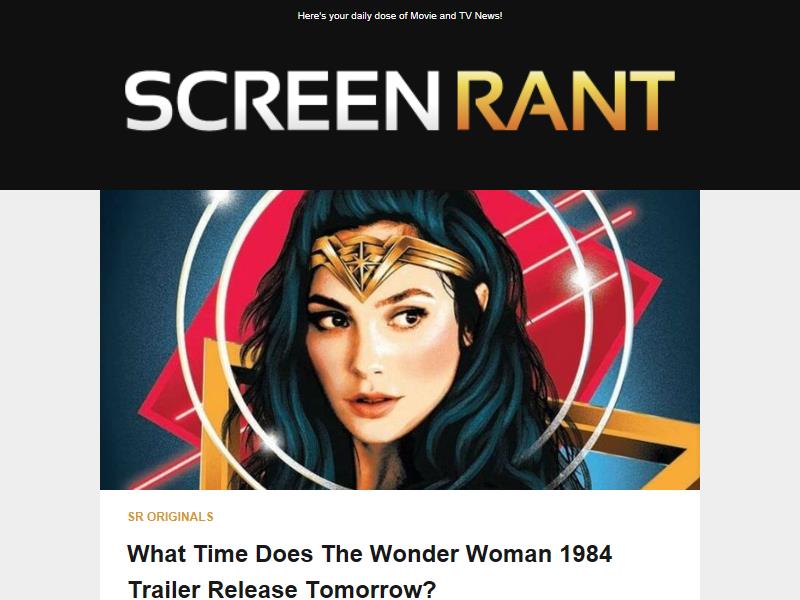 Here's your daily dose of Movie and TV News!
SCREEN RANT
SR ORIGINALS
What Time Does The Wonder Woman 1984
Trailer Release Tomorrow?